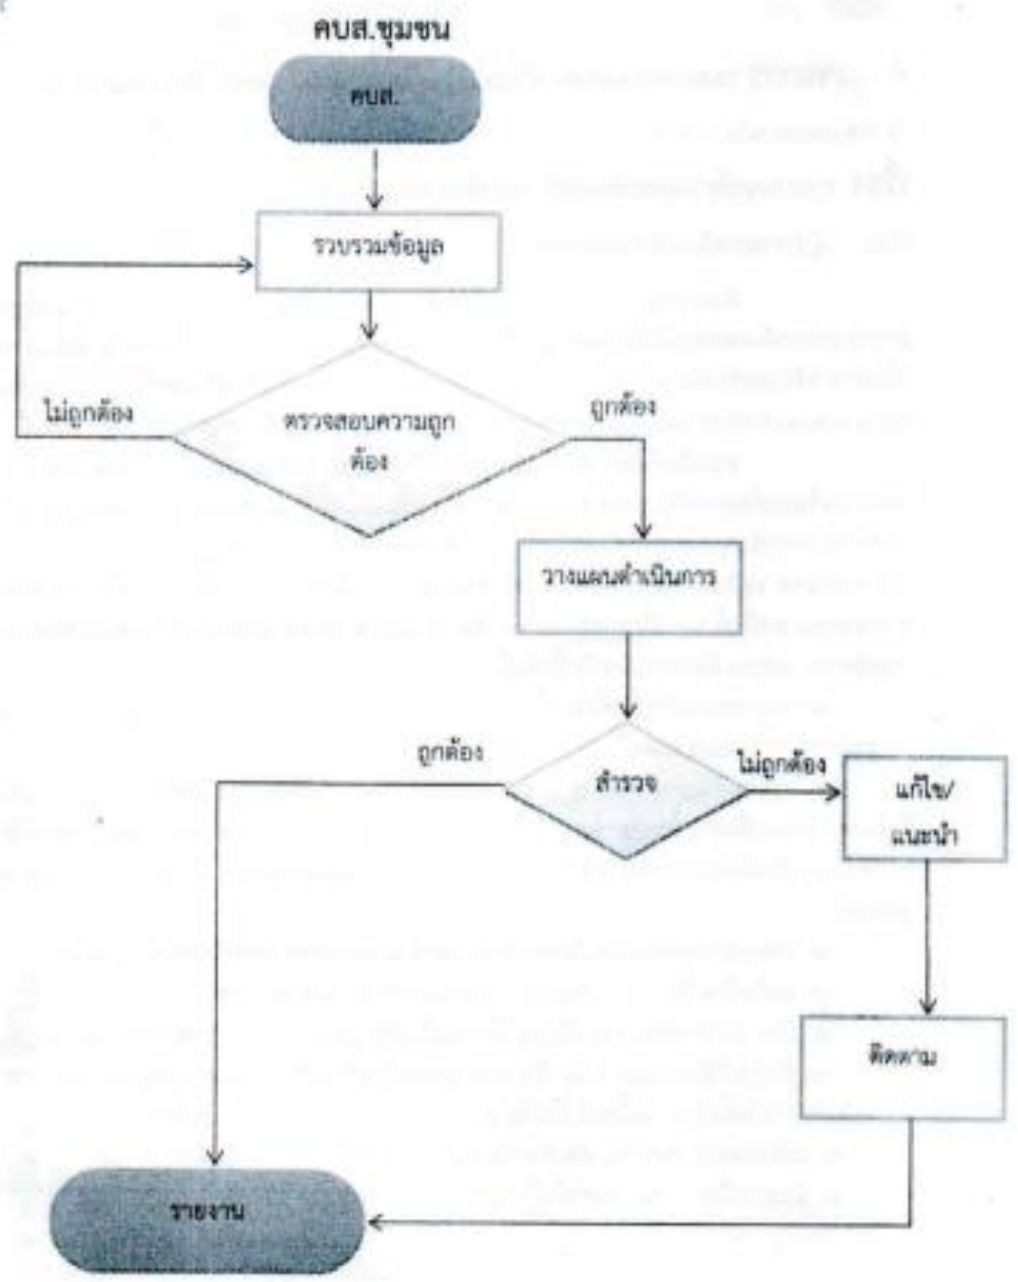 คบส.ชุมชน
คบส.
รวบรวมข้อมูล
ไม่ถูกต้อง
ถูกต้อง
ตรวจสอบความถูก
ต้อง
วางแผนดำเนินการ
ถูกต้อง
สำรวจ
ไม่ถูกต้อง
แก้ไข/
แนะนำ
ติดตาม
รายงาน